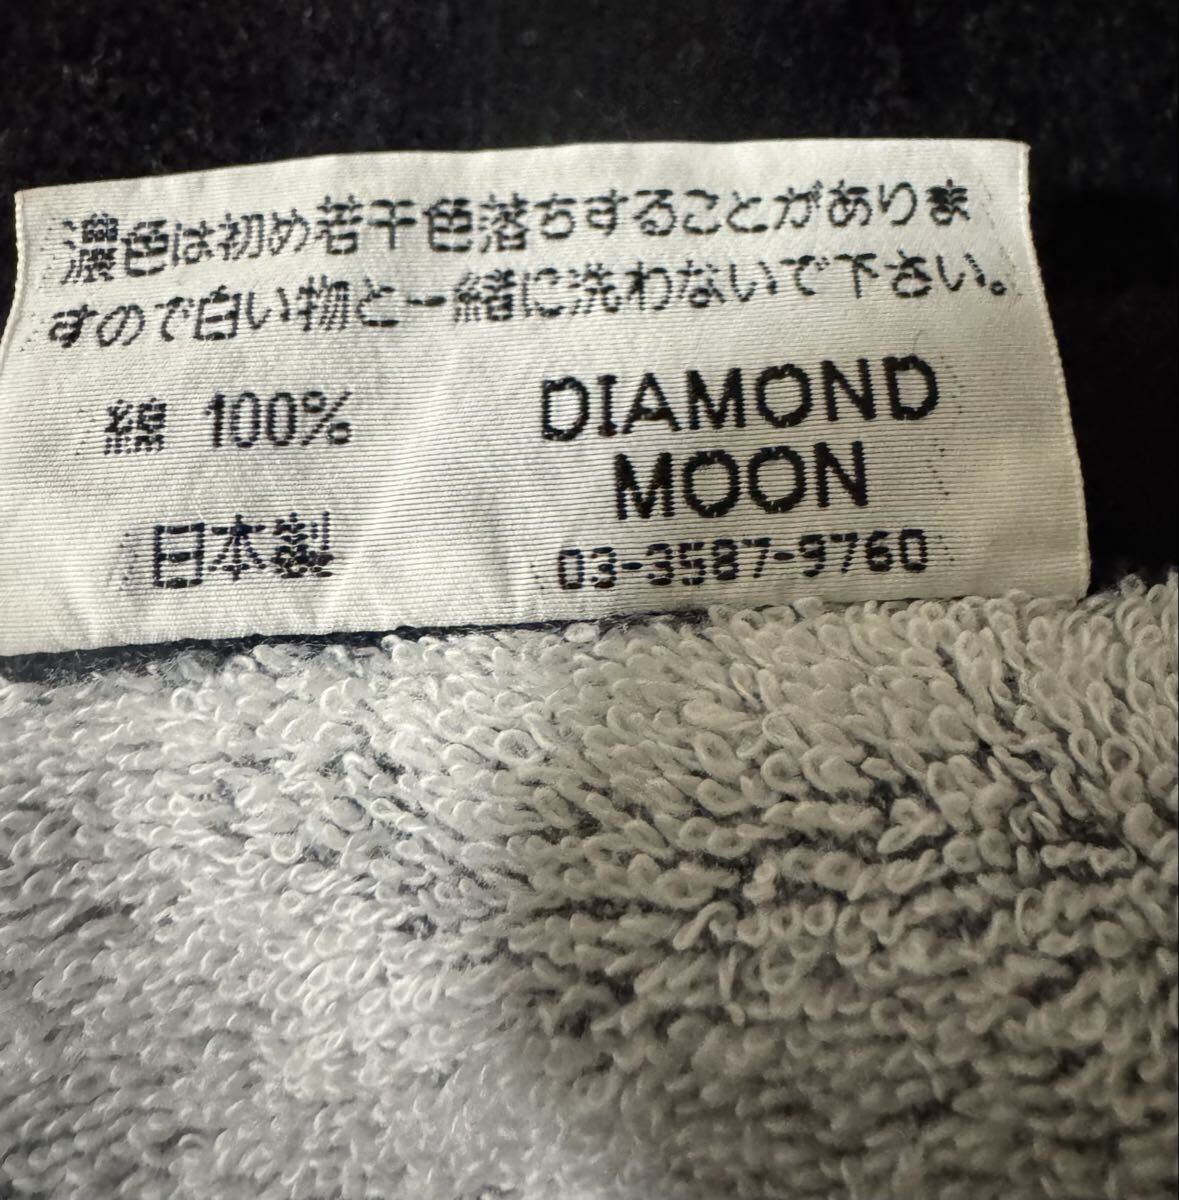 濃色は初め若干色落ちすることがありま
すので白い物と一緒に洗わないで下さい。
綿 100%
日本製
DIAMOND
MOON
03-3587-9760